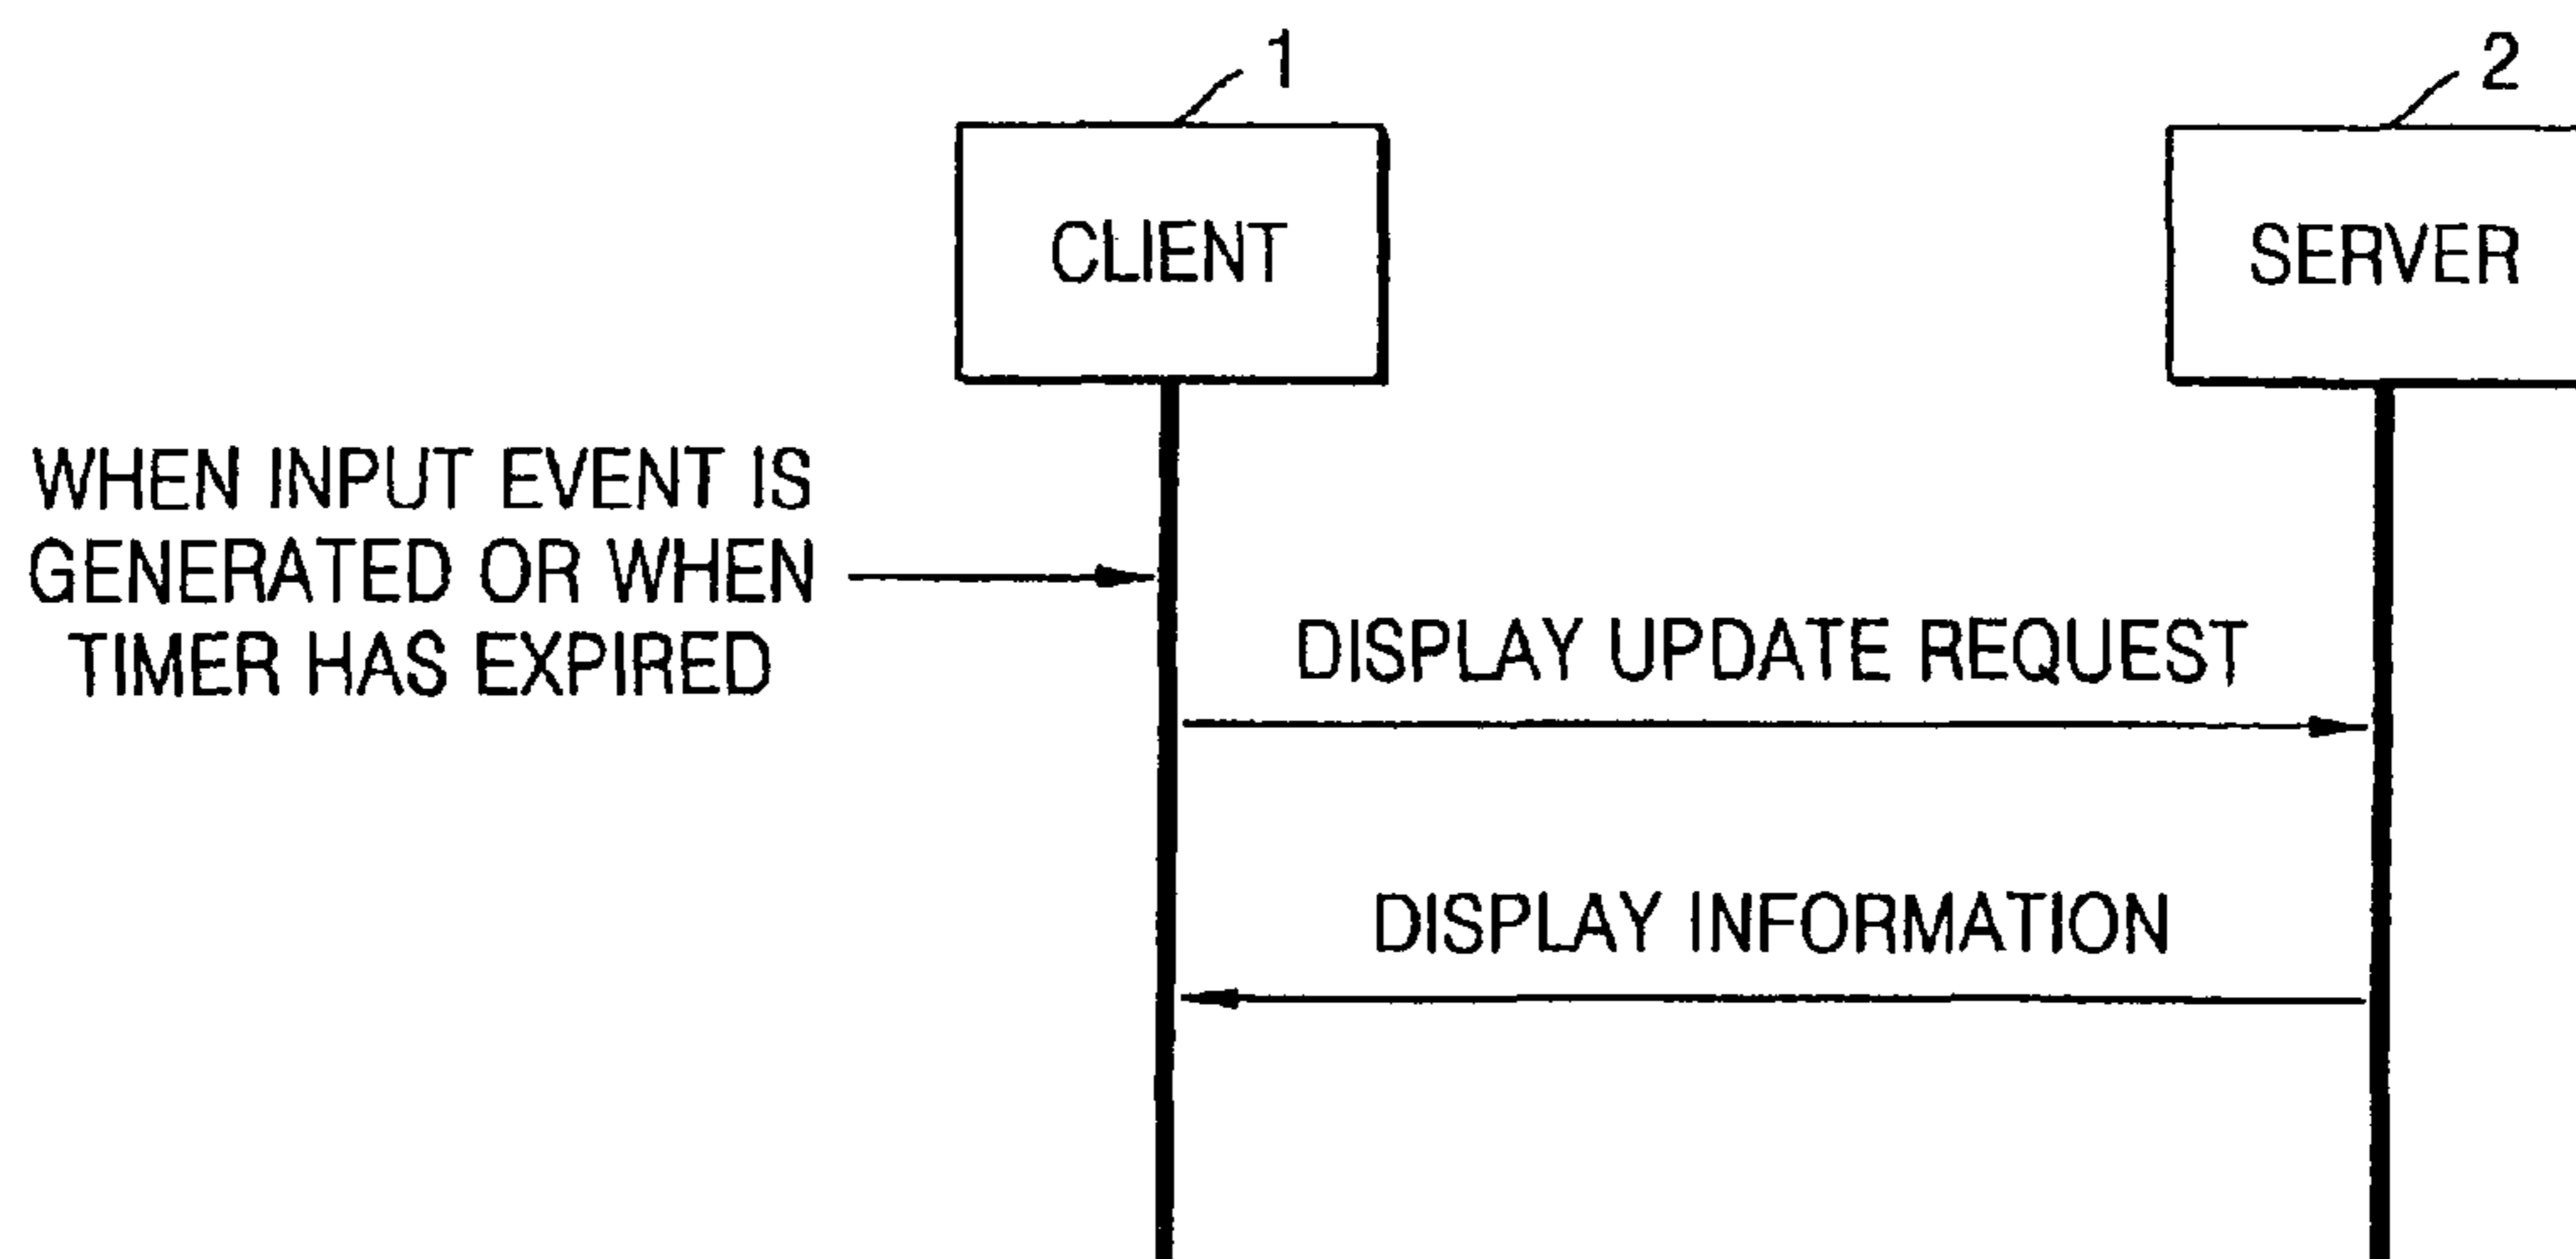 1
2
CLIENT
SERVER
WHEN INPUT EVENT IS
GENERATED OR WHEN
TIMER HAS EXPIRED
DISPLAY UPDATE REQUEST
DISPLAY INFORMATION